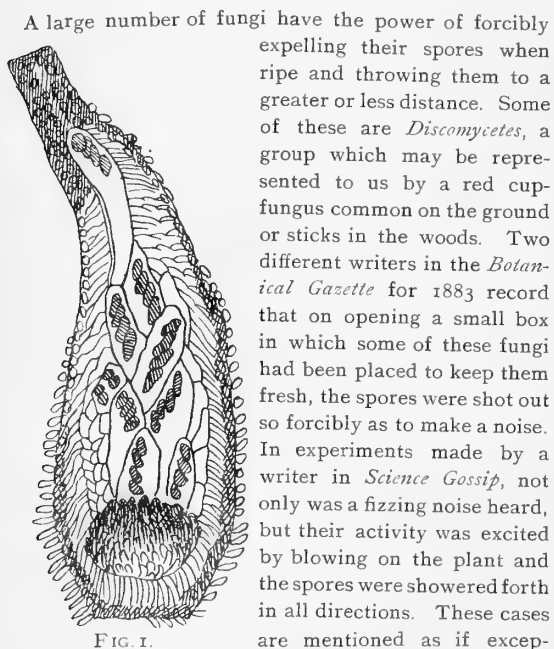 A large number of fungi have the power of forcibly
expelling their spores when
ripe and throwing them to a
greater or less distance. Some
of these are Discomycetes, a
group which may be repre-
sented to us by a red cup-
fungus common on the ground
or sticks in the woods. Two
different writers in the Botan-
ical Gazette for 1883 record
that on opening a small box
in which some of these fungi
had been placed to keep them
fresh, the spores were shot out
so forcibly as to make a noise.
In experiments made by a
writer in Science Gossip, not
only was a fizzing noise heard,
but their activity was excited
by blowing on the plant and
the spores were showered forth
in all directions. These cases
are mentioned as if excep-
FIG. 1.